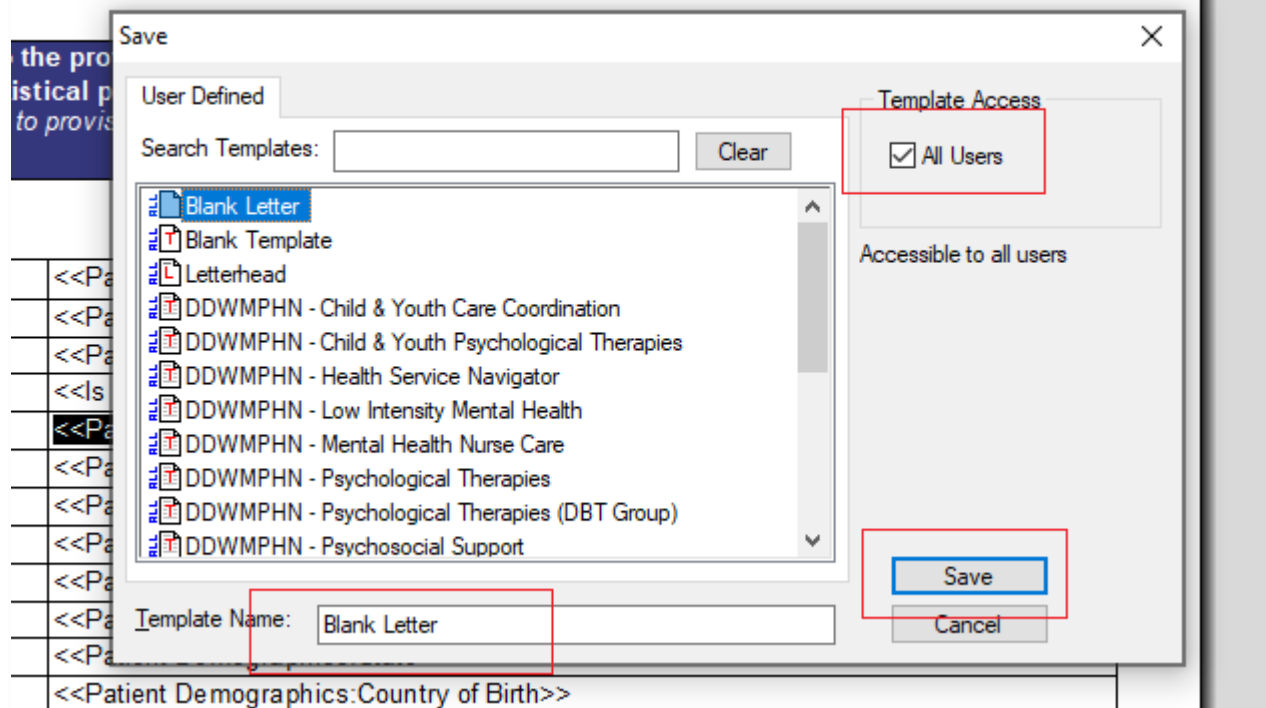 Save
the pro
istical p
to provis
User Defined
Template Access
Search Templates:
Clear
All Users
Blank Letter
Blank Template
Accessible to all users
Letterhead
<<Pa
DDWMPHN - Child & Youth Care Coordination
<<Pa
DDWMPHN - Child & Youth Psychological Therapies
<<Pa
DDWMPHN - Health Service Navigator
<<Is
DDWMPHN - Low Intensity Mental Health
<<Pa
DDWMPHN - Mental Health Nurse Care
<<Pa
DDWMPHN - Psychological Therapies
<<Pa
DDWMPHN - Psychological Therapies (DBT Group)
<<Pa
DDWMPHN - Psychosocial Support
<<Pa
Save
<<Pa
Template Name:
Blank Letter
Cancel
<<Patient Demographics:State
<<Patient Demographics:Country of Birth>>